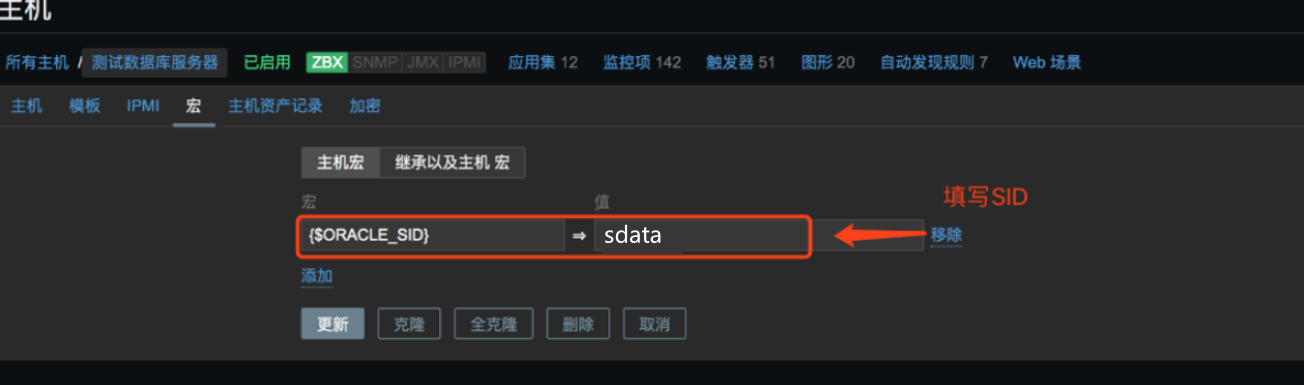 主机
所有主机 / 测试数据库服务器 已启用 ZBX SNMP JMX IPMI 应用集 12 监控项 142 触发器 51 图形 20 自动发现规则 7 Web 场景
主机 模板 IPMI 宏 主机资产记录 加密
主机宏 继承以及主机 宏
宏 值 填写SID
{$ORACLE_SID} ⇒ sdata 移除
添加
更新 克隆 全克隆 删除 取消